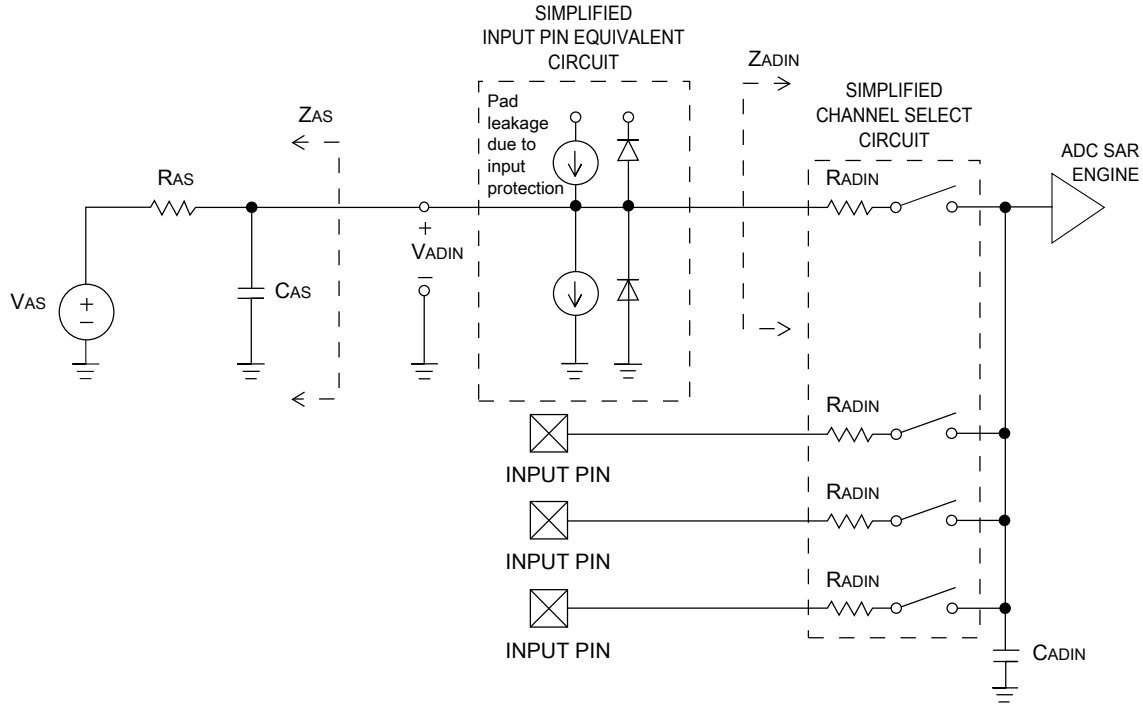 SIMPLIFIED
INPUT PIN EQUIVALENT
CIRCUIT
Pad
leakage
due to
input
protection
ZADIN
SIMPLIFIED
CHANNEL SELECT
CIRCUIT
ADC SAR
ENGINE
ZAS
RAS
RADIN
+
VADIN
–
CAS
VAS
+
–
RADIN
INPUT PIN
RADIN
INPUT PIN
RADIN
INPUT PIN
CADIN